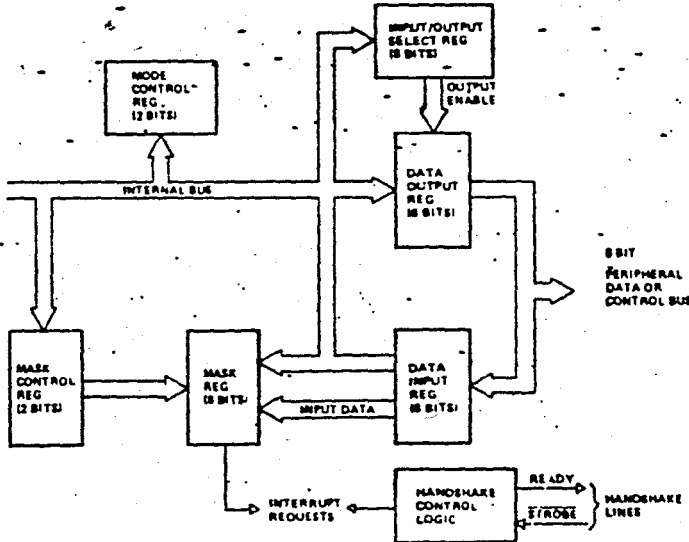 INPUT/OUTPUT
SELECT REG
(8 BITS)
MODE
CONTROL
REG
(2 BITS)
OUTPUT
ENABLE
DATA
OUTPUT
REG
(8 BITS)
INTERNAL BUS
8 BIT
PERIPHERAL
DATA OR
CONTROL BUS
MASK
CONTROL
REG
(2 BITS)
MASK
REG
(8 BITS)
DATA
INPUT
REG
(8 BITS)
INPUT DATA
INTERRUPT
REQUESTS
HANDSHAKE
CONTROL
LOGIC
READY
STROBE
HANDSHAKE
LINES